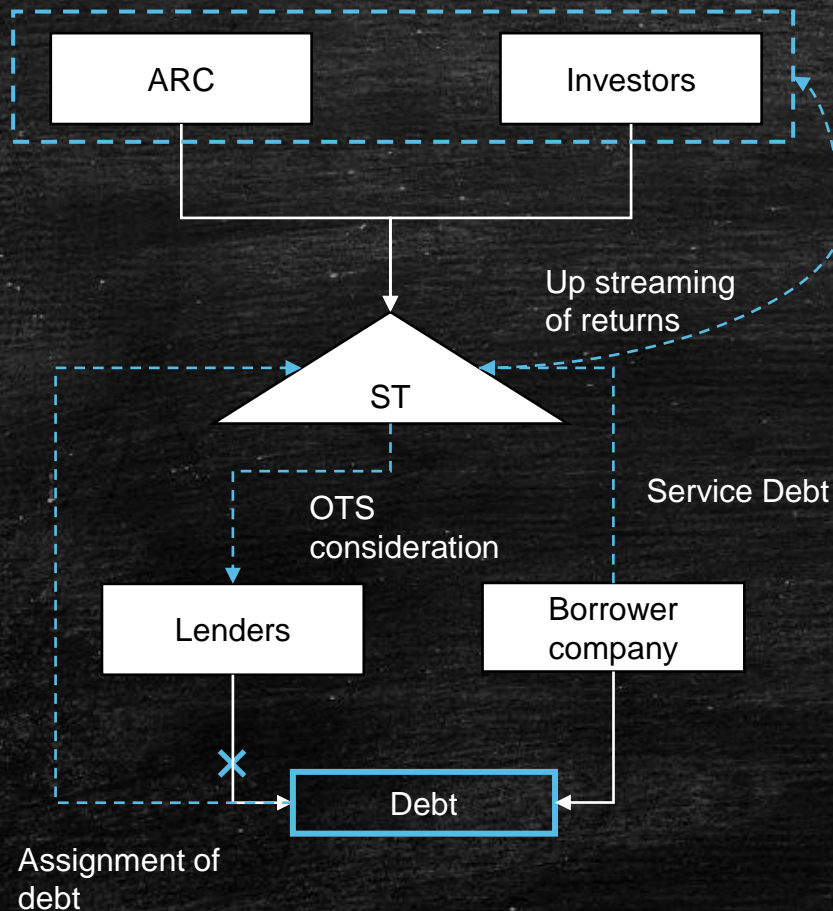 ARC
Investors
Up streaming
of returns
ST
Service Debt
OTS
consideration
Lenders
Borrower
company
Debt
Assignment of
debt